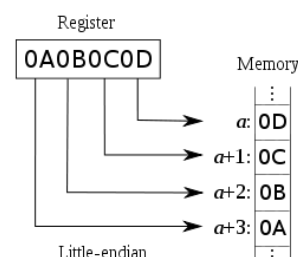 Register
0A0B0C0D
Memory
a: 0D
a+1: 0C
a+2: 0B
a+3: 0A
Little-endian